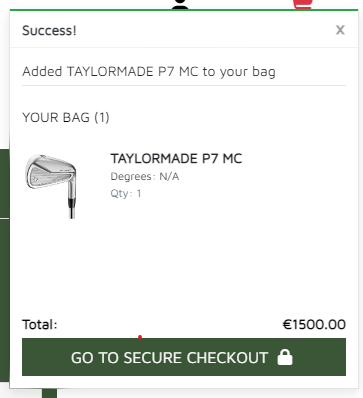 Success!
X
Added TAYLORMADE P7 MC to your bag
YOUR BAG (1)
TAYLORMADE P7 MC
Degrees: N/A
Qty: 1
Total:
€1500.00
GO TO SECURE CHECKOUT